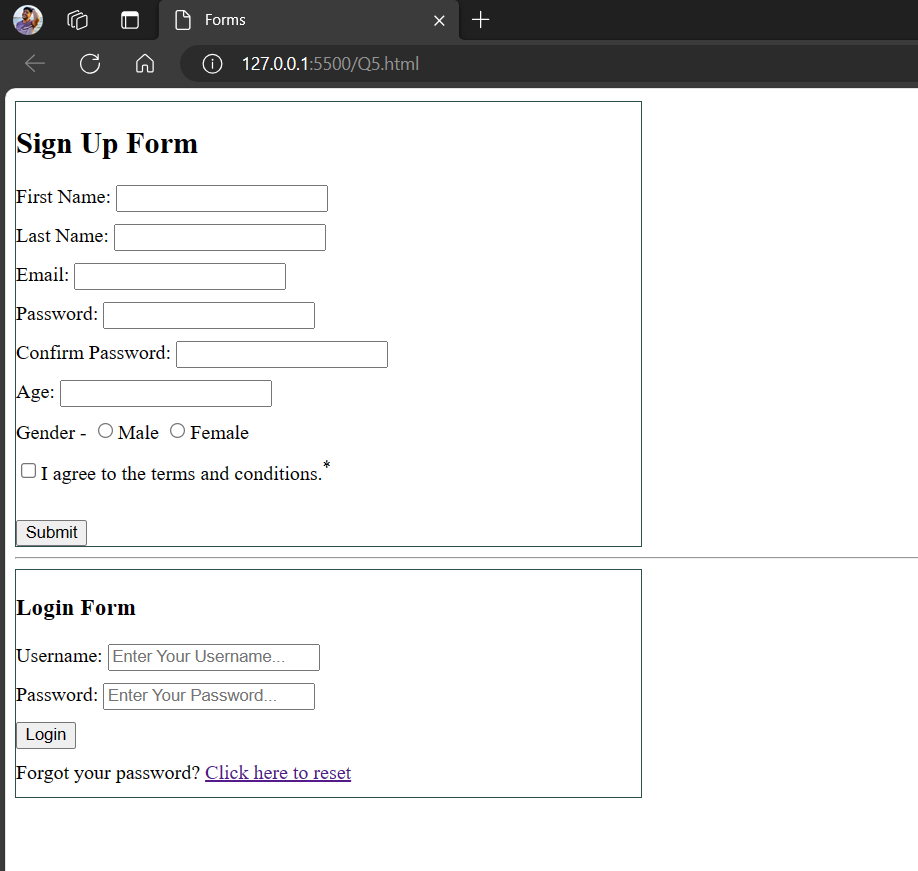 Forms
127.0.0.1:5500/Q5.html
Sign Up Form
First Name:
Last Name:
Email:
Password:
Confirm Password:
Age:
Gender - Male Female
I agree to the terms and conditions.*
Submit
Login Form
Username: Enter Your Username...
Password: Enter Your Password...
Login
Forgot your password? Click here to reset